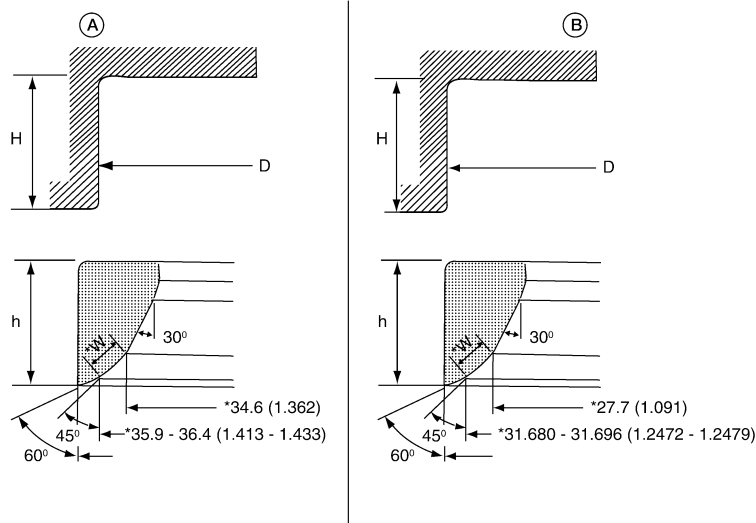 A
B
H
D
H
D
h
*W
30⁰
*34.6 (1.362)
45⁰
*35.9 - 36.4 (1.413 - 1.433)
60⁰
h
*W
30⁰
*27.7 (1.091)
45⁰
*31.680 - 31.696 (1.2472 - 1.2479)
60⁰